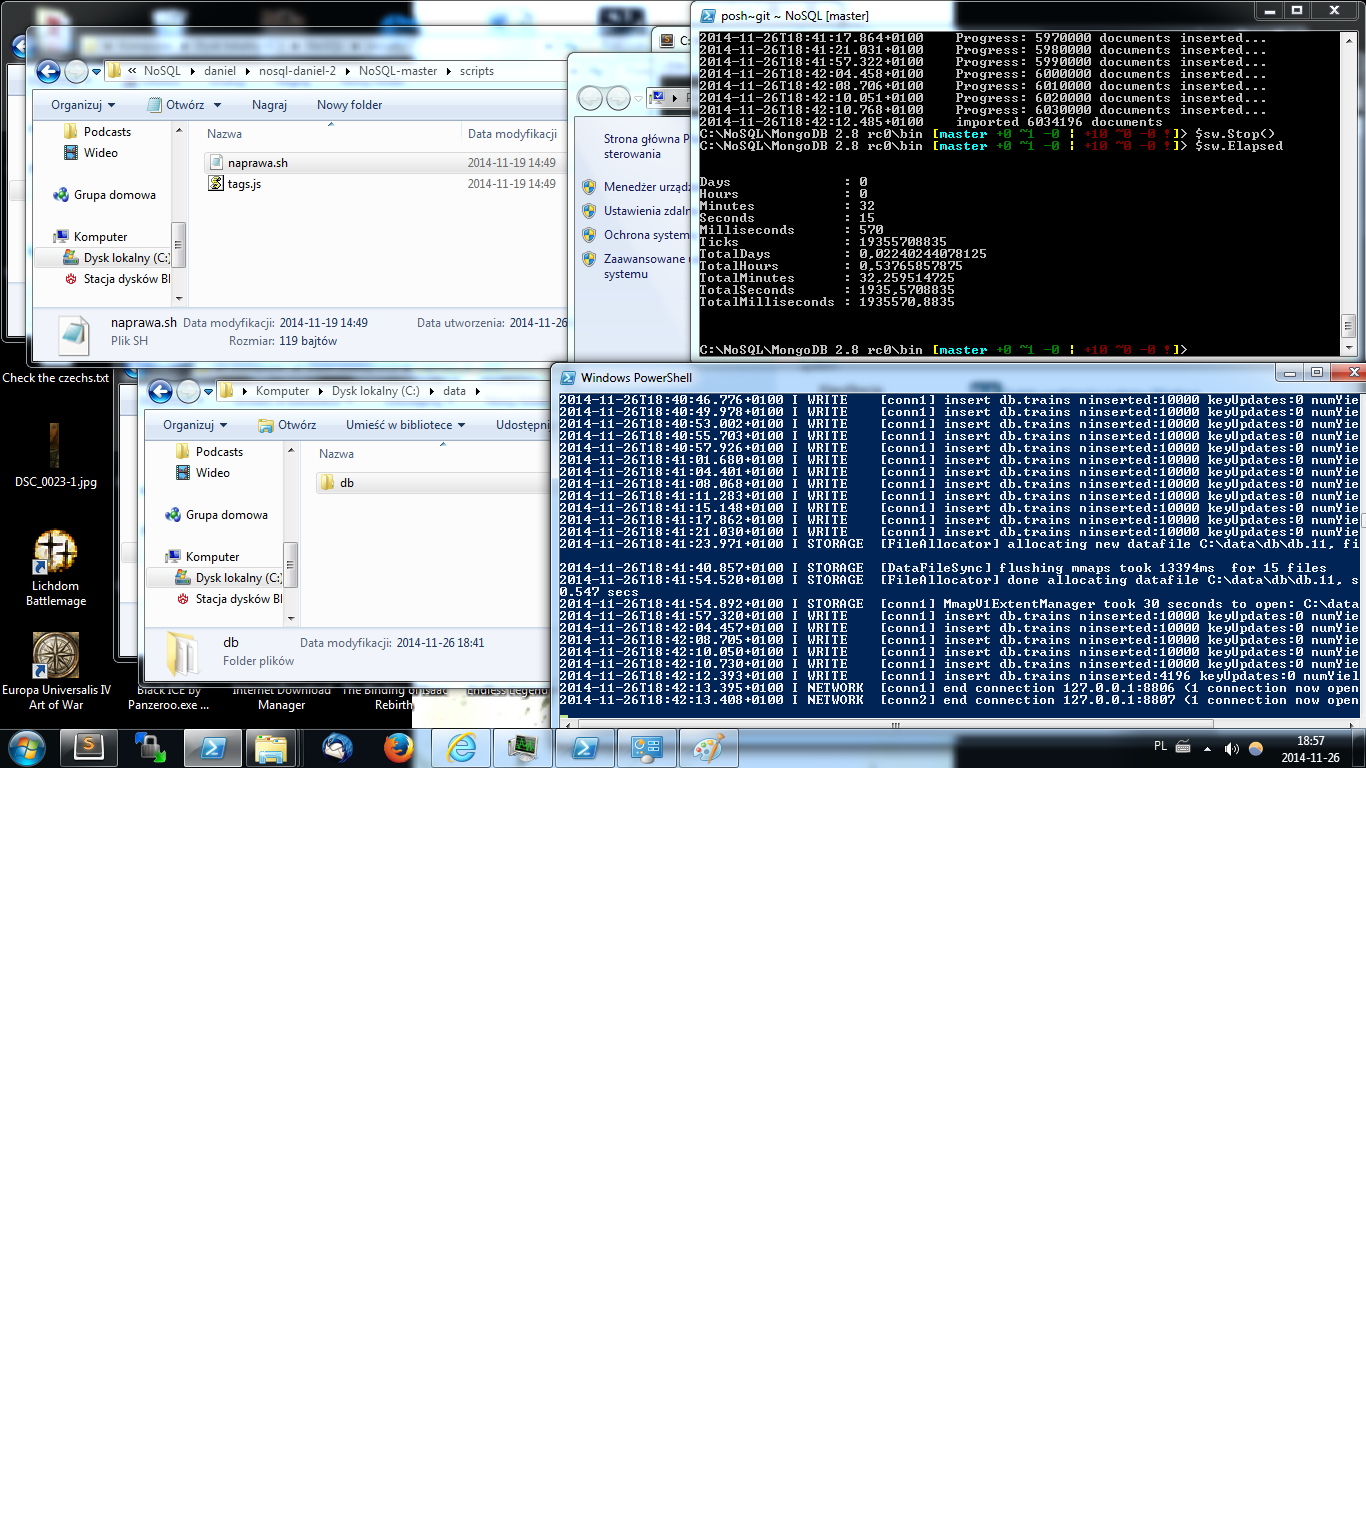 NoSQL daniel nosql-daniel-2 NoSQL-master scripts
Organizuj Otwórz Nagraj Nowy folder
Podcasts
Wideo
Grupa domowa
Komputer
Dysk lokalny (C:)
Stacja dysków Bl
Nazwa Data modyfikacji
naprawa.sh 2014-11-19 14:49
tags.js 2014-11-19 14:49
naprawa.sh Data modyfikacji: 2014-11-19 14:49 Data utworzenia: 2014-11-26
Plik SH Rozmiar: 119 bajtów
Strona główna P
sterowania
Menedżer urządz
Ustawienia zdaln
Ochrona system
Zaawansowane u
systemu
posh~git ~ NoSQL [master]
2014-11-26T18:41:17.864+0100 Progress: 5970000 documents inserted...
2014-11-26T18:41:21.031+0100 Progress: 5980000 documents inserted...
2014-11-26T18:41:57.322+0100 Progress: 5990000 documents inserted...
2014-11-26T18:42:04.458+0100 Progress: 6000000 documents inserted...
2014-11-26T18:42:08.706+0100 Progress: 6010000 documents inserted...
2014-11-26T18:42:10.051+0100 Progress: 6020000 documents inserted...
2014-11-26T18:42:10.768+0100 Progress: 6030000 documents inserted...
2014-11-26T18:42:12.485+0100 imported 6034196 documents
C:\NoSQL\MongoDB 2.8 rc0\bin [master +0 ~1 -0 | +10 ~0 -0 !]> $sw.Stop()
C:\NoSQL\MongoDB 2.8 rc0\bin [master +0 ~1 -0 | +10 ~0 -0 !]> $sw.Elapsed
Days : 0
Hours : 0
Minutes : 32
Seconds : 15
Milliseconds : 570
Ticks : 19355708835
TotalDays : 0,02240244078125
TotalHours : 0,53765857875
TotalMinutes : 32,259514725
TotalSeconds : 1935,5708835
TotalMilliseconds : 1935570,8835
C:\NoSQL\MongoDB 2.8 rc0\bin [master +0 ~1 -0 | +10 ~0 -0 !]>
Check the czechs.txt
DSC_0023-1.jpg
Lichdom
Battlemage
Europa Universalis IV
Art of War
Komputer Dysk lokalny (C:) data
Organizuj Otwórz Umieść w bibliotece Udostępnij
Podcasts
Wideo
Grupa domowa
Komputer
Dysk lokalny (C:)
Stacja dysków Bl
Nazwa
db
db Data modyfikacji: 2014-11-26 18:41
Folder plików
Black ICE by
Panzeroo.exe ...
Internet Download
Manager
The Binding of Isaac
Rebirth
Endless Legend
Windows PowerShell
2014-11-26T18:40:46.776+0100 I WRITE [conn1] insert db.trains ninserted:10000 keyUpdates:0 numYie
2014-11-26T18:40:49.978+0100 I WRITE [conn1] insert db.trains ninserted:10000 keyUpdates:0 numYie
2014-11-26T18:40:53.002+0100 I WRITE [conn1] insert db.trains ninserted:10000 keyUpdates:0 numYie
2014-11-26T18:40:55.703+0100 I WRITE [conn1] insert db.trains ninserted:10000 keyUpdates:0 numYie
2014-11-26T18:40:57.926+0100 I WRITE [conn1] insert db.trains ninserted:10000 keyUpdates:0 numYie
2014-11-26T18:41:01.680+0100 I WRITE [conn1] insert db.trains ninserted:10000 keyUpdates:0 numYie
2014-11-26T18:41:04.401+0100 I WRITE [conn1] insert db.trains ninserted:10000 keyUpdates:0 numYie
2014-11-26T18:41:08.068+0100 I WRITE [conn1] insert db.trains ninserted:10000 keyUpdates:0 numYie
2014-11-26T18:41:11.283+0100 I WRITE [conn1] insert db.trains ninserted:10000 keyUpdates:0 numYie
2014-11-26T18:41:15.148+0100 I WRITE [conn1] insert db.trains ninserted:10000 keyUpdates:0 numYie
2014-11-26T18:41:17.862+0100 I WRITE [conn1] insert db.trains ninserted:10000 keyUpdates:0 numYie
2014-11-26T18:41:21.030+0100 I WRITE [conn1] insert db.trains ninserted:10000 keyUpdates:0 numYie
2014-11-26T18:41:23.971+0100 I STORAGE [FileAllocator] allocating new datafile C:\data\db\db.11, fi
2014-11-26T18:41:40.857+0100 I STORAGE [DataFileSync] flushing mmaps took 13394ms for 15 files
2014-11-26T18:41:54.520+0100 I STORAGE [FileAllocator] done allocating datafile C:\data\db\db.11, s
0.547 secs
2014-11-26T18:41:54.892+0100 I STORAGE [conn1] MmapV1ExtentManager took 30 seconds to open: C:\data
2014-11-26T18:41:57.320+0100 I WRITE [conn1] insert db.trains ninserted:10000 keyUpdates:0 numYie
2014-11-26T18:42:04.457+0100 I WRITE [conn1] insert db.trains ninserted:10000 keyUpdates:0 numYie
2014-11-26T18:42:08.705+0100 I WRITE [conn1] insert db.trains ninserted:10000 keyUpdates:0 numYie
2014-11-26T18:42:10.050+0100 I WRITE [conn1] insert db.trains ninserted:10000 keyUpdates:0 numYie
2014-11-26T18:42:10.730+0100 I WRITE [conn1] insert db.trains ninserted:10000 keyUpdates:0 numYie
2014-11-26T18:42:12.393+0100 I WRITE [conn1] insert db.trains ninserted:4196 keyUpdates:0 numYiel
2014-11-26T18:42:13.395+0100 I NETWORK [conn1] end connection 127.0.0.1:8806 (1 connection now open
2014-11-26T18:42:13.408+0100 I NETWORK [conn2] end connection 127.0.0.1:8807 (1 connection now open
PL
18:57
2014-11-26